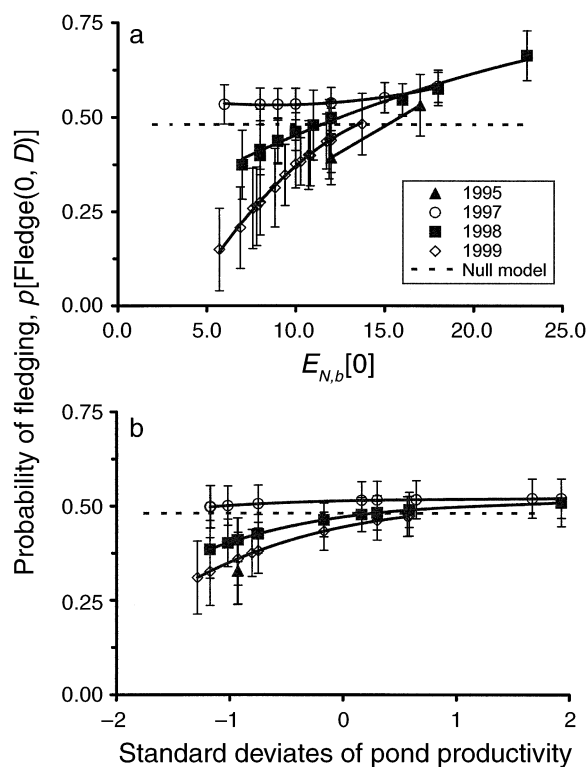 Probability of fledging, p[Fledge(0, D)]
a
0.75
0.50
0.25
0.00
1995
1997
1998
1999
Null model
0.0 5.0 10.0 15.0 20.0 25.0
E_N,b[0]
b
0.75
0.50
0.25
0.00
−2 −1 0 1 2
Standard deviates of pond productivity